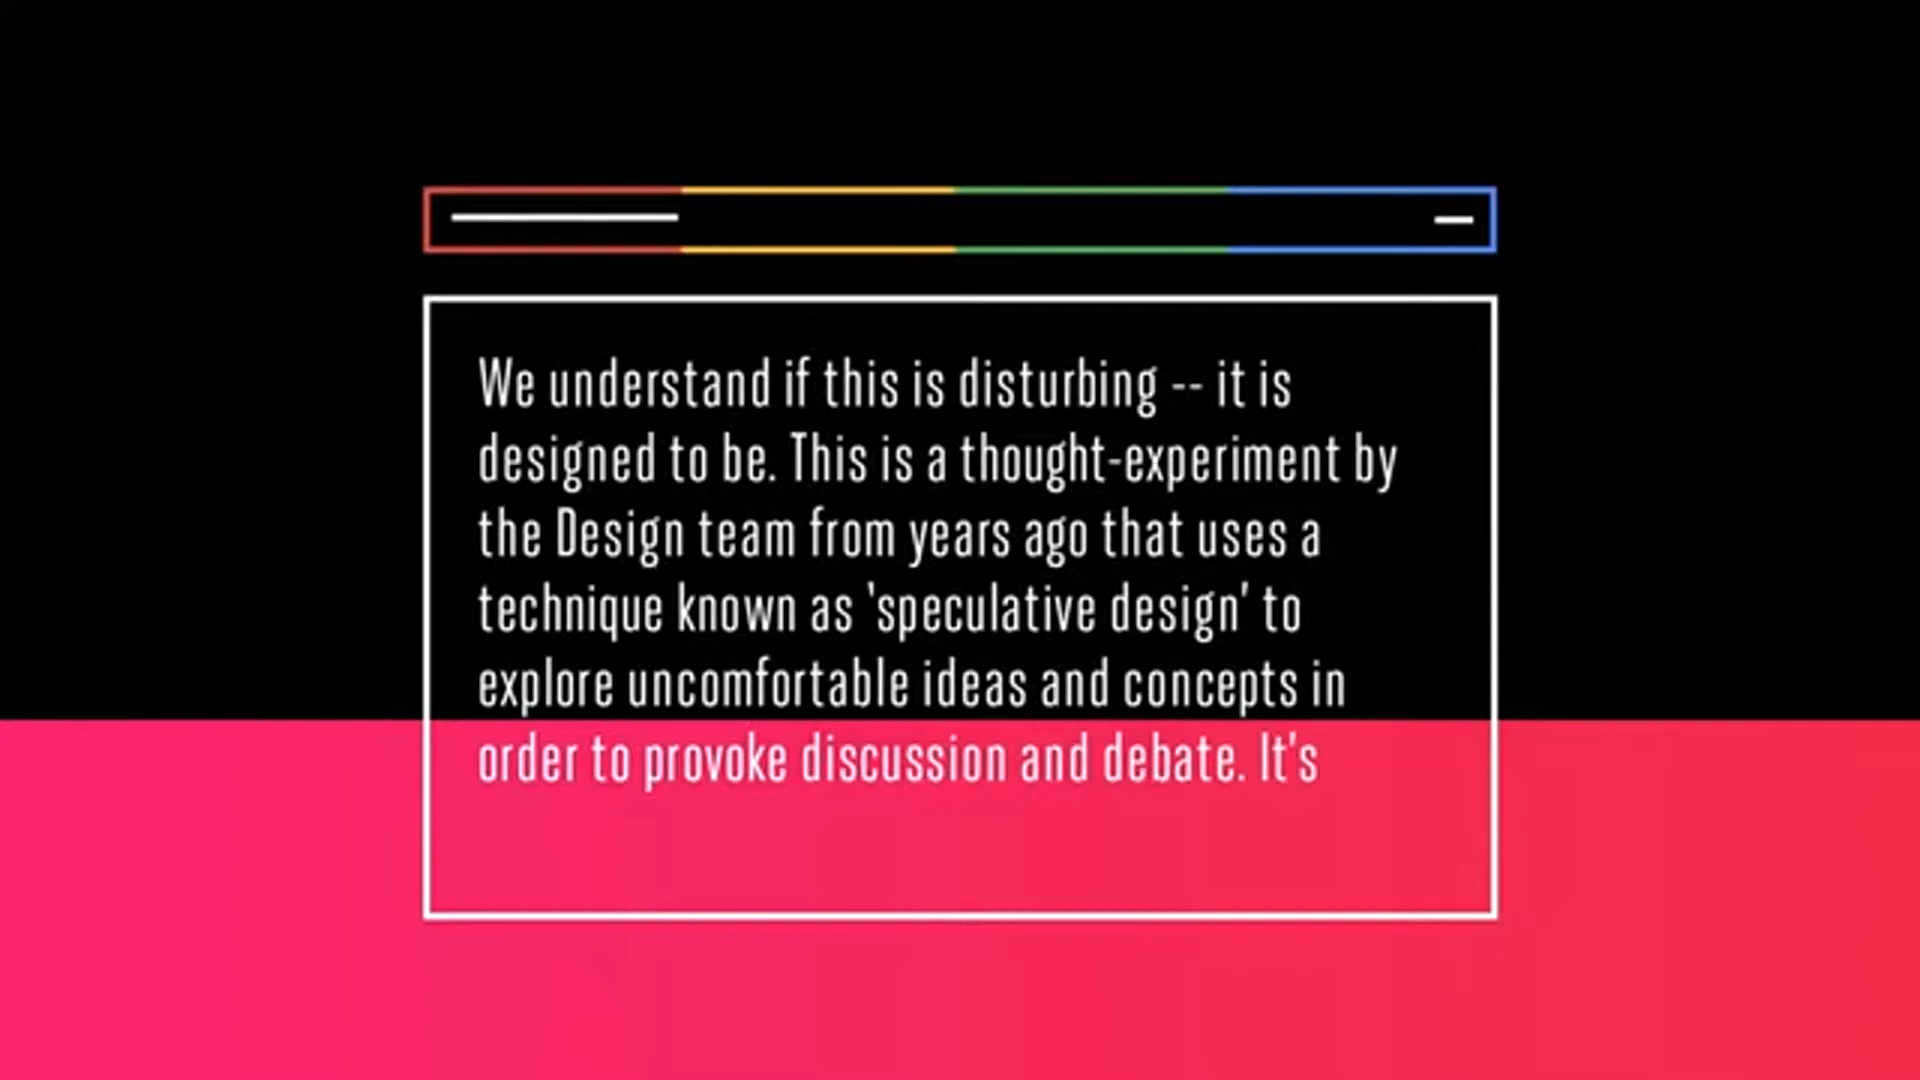 We understand if this is disturbing -- it is
designed to be. This is a thought-experiment by
the Design team from years ago that uses a
technique known as 'speculative design' to
explore uncomfortable ideas and concepts in
order to provoke discussion and debate. It's